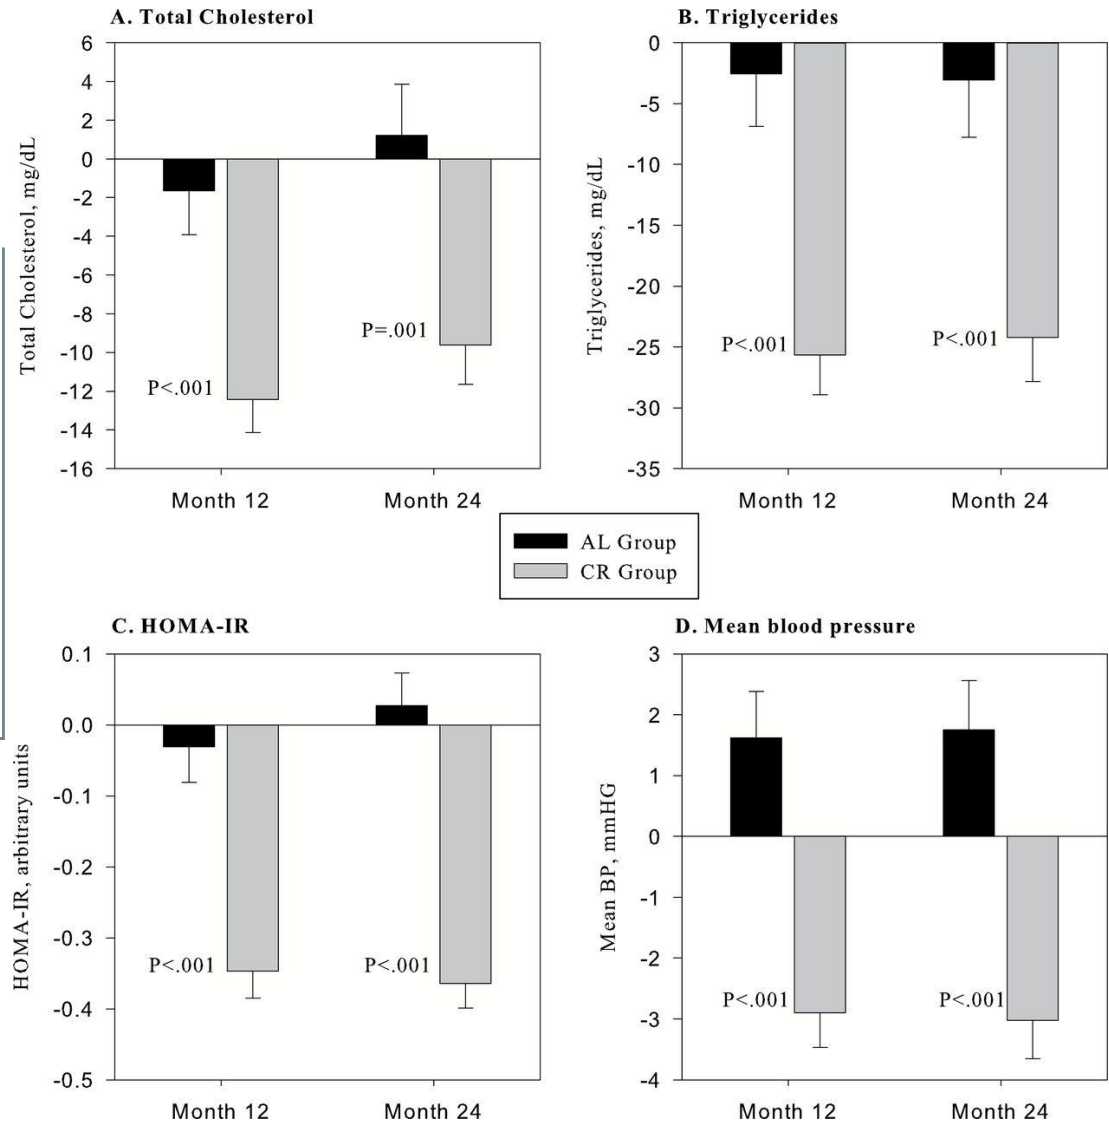 A. Total Cholesterol
6
4
2
0
-2
-4
-6
-8
-10
-12
-14
-16
Total Cholesterol, mg/dL
P<.001
P=.001
Month 12
Month 24
B. Triglycerides
0
-5
-10
-15
-20
-25
-30
-35
Triglycerides, mg/dL
P<.001
P<.001
Month 12
Month 24
AL Group
CR Group
C. HOMA-IR
0.1
0.0
-0.1
-0.2
-0.3
-0.4
-0.5
HOMA-IR, arbitrary units
P<.001
P<.001
Month 12
Month 24
D. Mean blood pressure
3
2
1
0
-1
-2
-3
-4
Mean BP, mmHG
P<.001
P<.001
Month 12
Month 24